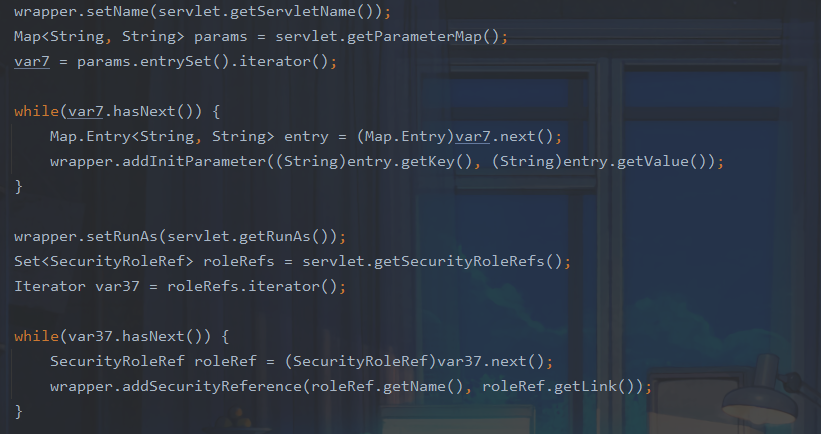 wrapper.setName(servlet.getServletName());
Map<String, String> params = servlet.getParameterMap();
var7 = params.entrySet().iterator();
while(var7.hasNext()) {
Map.Entry<String, String> entry = (Map.Entry)var7.next();
wrapper.addInitParameter((String)entry.getKey(), (String)entry.getValue());
}
wrapper.setRunAs(servlet.getRunAs());
Set<SecurityRoleRef> roleRefs = servlet.getSecurityRoleRefs();
Iterator var37 = roleRefs.iterator();
while(var37.hasNext()) {
SecurityRoleRef roleRef = (SecurityRoleRef)var37.next();
wrapper.addSecurityReference(roleRef.getName(), roleRef.getLink());
}